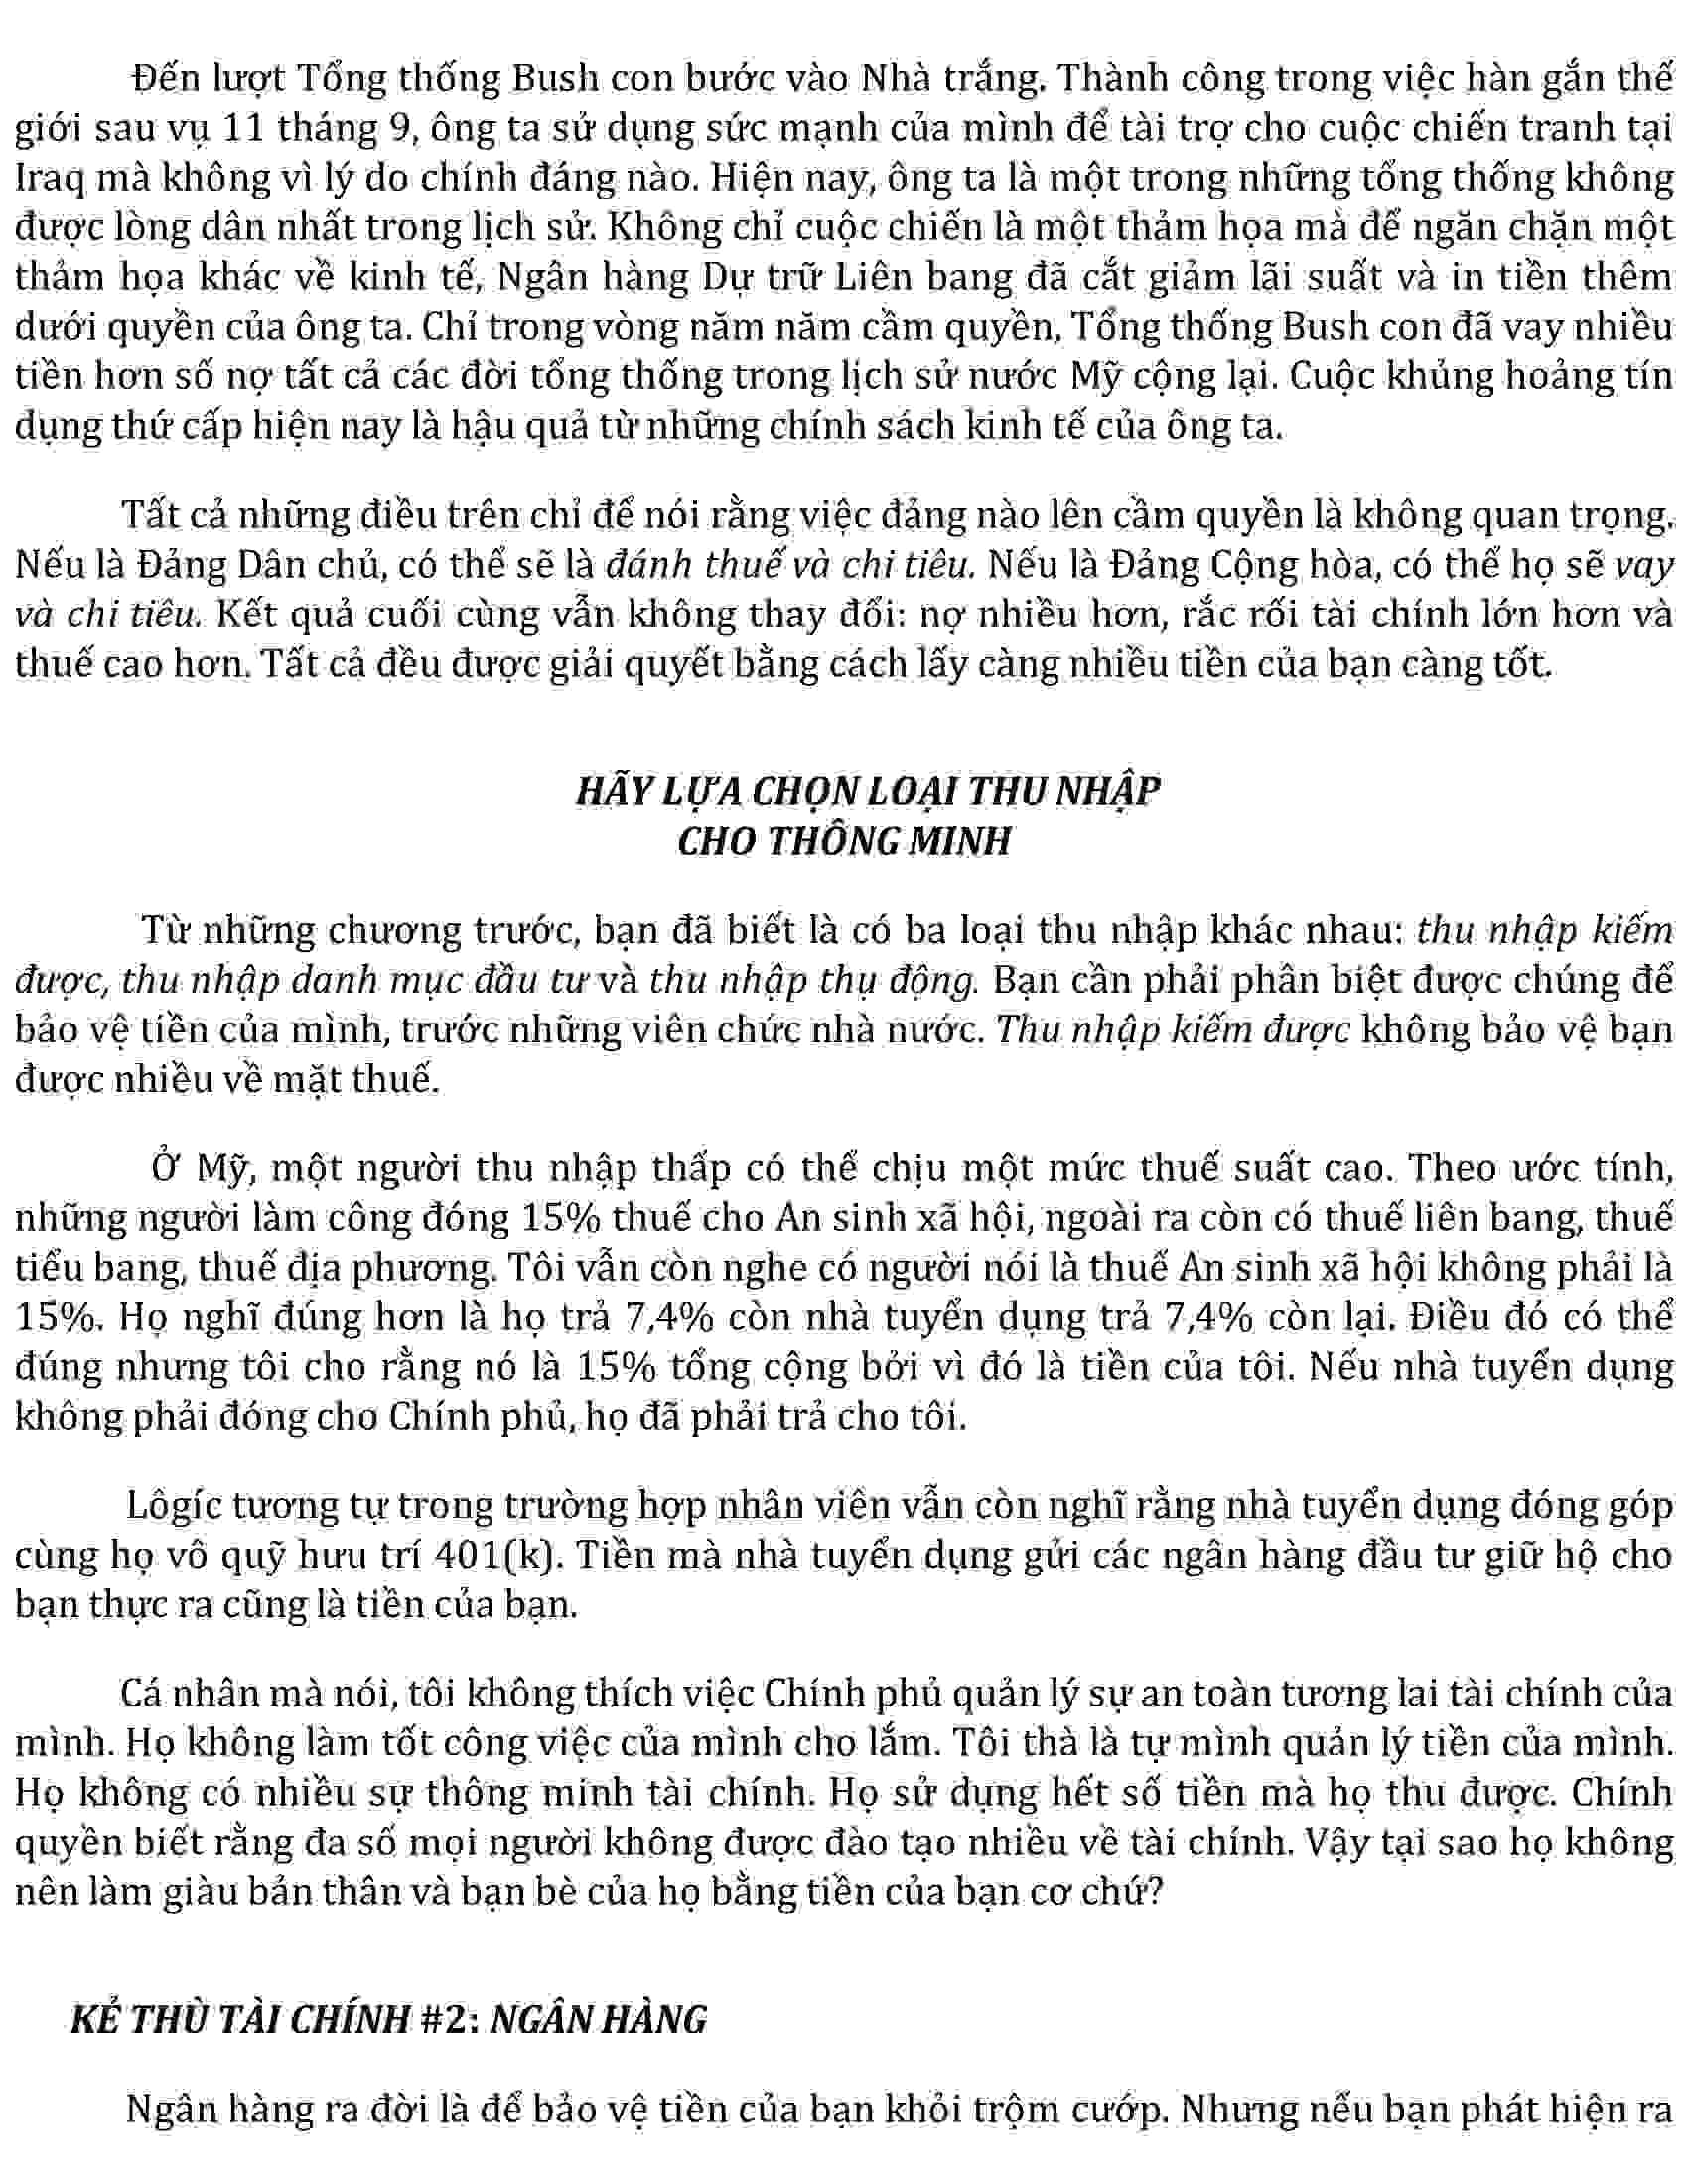 Đến lượt Tổng thống Bush con bước vào Nhà trắng. Thành công trong việc hàn gắn thế
giới sau vụ 11 tháng 9, ông ta sử dụng sức mạnh của mình để tài trợ cho cuộc chiến tranh tại
Iraq mà không vì lý do chính đáng nào. Hiện nay, ông ta là một trong những tổng thống không
được lòng dân nhất trong lịch sử. Không chỉ cuộc chiến là một thảm họa mà để ngăn chặn một
thảm họa khác về kinh tế, Ngân hàng Dự trữ Liên bang đã cắt giảm lãi suất và in tiền thêm
dưới quyền của ông ta. Chỉ trong vòng năm năm cầm quyền, Tổng thống Bush con đã vay nhiều
tiền hơn số nợ tất cả các đời tổng thống trong lịch sử nước Mỹ cộng lại. Cuộc khủng hoảng tín
dụng thứ cấp hiện nay là hậu quả từ những chính sách kinh tế của ông ta.
Tất cả những điều trên chỉ để nói rằng việc đảng nào lên cầm quyền là không quan trọng.
Nếu là Đảng Dân chủ, có thể sẽ là đánh thuế và chi tiêu. Nếu là Đảng Cộng hòa, có thể họ sẽ vay
và chi tiêu. Kết quả cuối cùng vẫn không thay đổi: nợ nhiều hơn, rắc rối tài chính lớn hơn và
thuế cao hơn. Tất cả đều được giải quyết bằng cách lấy càng nhiều tiền của bạn càng tốt.
HÃY LỰA CHỌN LOẠI THU NHẬP
CHO THÔNG MINH
Từ những chương trước, bạn đã biết là có ba loại thu nhập khác nhau: thu nhập kiếm
được, thu nhập danh mục đầu tư và thu nhập thụ động. Bạn cần phải phân biệt được chúng để
bảo vệ tiền của mình, trước những viên chức nhà nước. Thu nhập kiếm được không bảo vệ bạn
được nhiều về mặt thuế.
Ở Mỹ, một người thu nhập thấp có thể chịu một mức thuế suất cao. Theo ước tính,
những người làm công đóng 15% thuế cho An sinh xã hội, ngoài ra còn có thuế liên bang, thuế
tiểu bang, thuế địa phương. Tôi vẫn còn nghe có người nói là thuế An sinh xã hội không phải là
15%. Họ nghĩ đúng hơn là họ trả 7,4% còn nhà tuyển dụng trả 7,4% còn lại. Điều đó có thể
đúng nhưng tôi cho rằng nó là 15% tổng cộng bởi vì đó là tiền của tôi. Nếu nhà tuyển dụng
không phải đóng cho Chính phủ, họ đã phải trả cho tôi.
Lôgíc tương tự trong trường hợp nhân viên vẫn còn nghĩ rằng nhà tuyển dụng đóng góp
cùng họ vô quỹ hưu trí 401(k). Tiền mà nhà tuyển dụng gửi các ngân hàng đầu tư giữ hộ cho
bạn thực ra cũng là tiền của bạn.
Cá nhân mà nói, tôi không thích việc Chính phủ quản lý sự an toàn tương lai tài chính của
mình. Họ không làm tốt công việc của mình cho lắm. Tôi thà là tự mình quản lý tiền của mình.
Họ không có nhiều sự thông minh tài chính. Họ sử dụng hết số tiền mà họ thu được. Chính
quyền biết rằng đa số mọi người không được đào tạo nhiều về tài chính. Vậy tại sao họ không
nên làm giàu bản thân và bạn bè của họ bằng tiền của bạn cơ chứ?
KẺ THÙ TÀI CHÍNH #2: NGÂN HÀNG
Ngân hàng ra đời là để bảo vệ tiền của bạn khỏi trộm cướp. Nhưng nếu bạn phát hiện ra